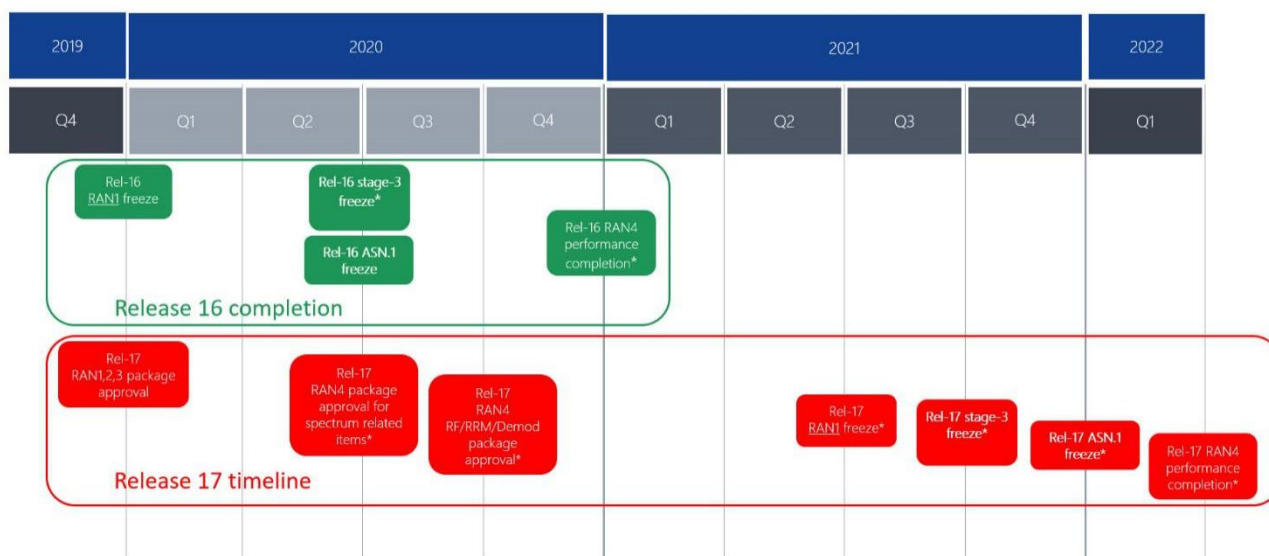 2019
2020
2021
2022
Q4
Q1
Q2
Q3
Q4
Q1
Q2
Q3
Q4
Q1
Rel-16
RAN1 freeze
Rel-16 stage-3
freeze*
Rel-16 ASN.1
freeze
Rel-16 RAN4
performance
completion*
Release 16 completion
Rel-17
RAN1,2,3 package
approval
Rel-17
RAN4 package
approval for
spectrum related
items*
Rel-17
RAN4
RF/RRM/Demod
package
approval*
Rel-17
RAN1 freeze*
Rel-17 stage-3
freeze*
Rel-17 ASN.1
freeze*
Rel-17 RAN4
performance
completion*
Release 17 timeline